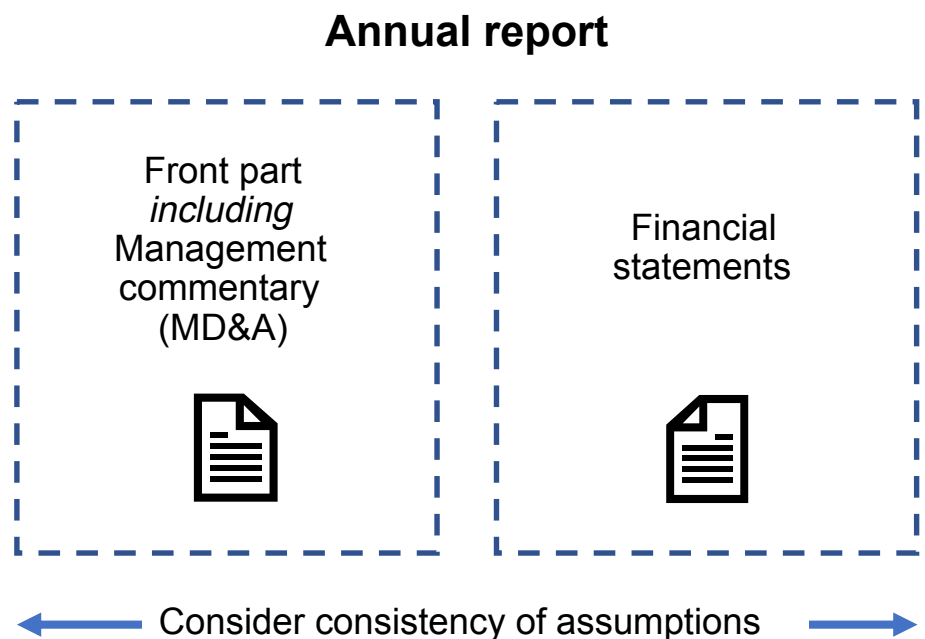 Annual report
Front part
including
Management
commentary
(MD&A)
Financial
statements
Consider consistency of assumptions